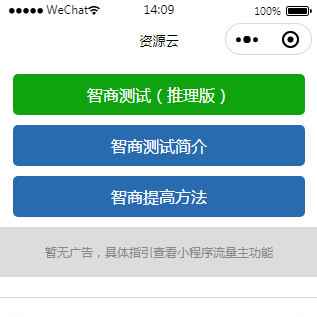 WeChat 14:09 100%
资源云
智商测试（推理版）
智商测试简介
智商提高方法
暂无广告，具体指引查看小程序流量主功能